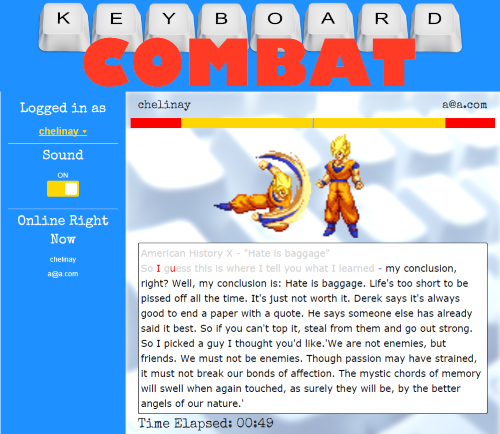 KEYBOARD
COMBAT
Logged in as
chelinay
Sound
ON
Online Right
Now
chelinay
a@a.com
chelinay a@a.com
American History X - "Hate is baggage"
So I guess this is where I tell you what I learned - my conclusion,
right? Well, my conclusion is: Hate is baggage. Life's too short to be
pissed off all the time. It's just not worth it. Derek says it's always
good to end a paper with a quote. He says someone else has already
said it best. So if you can't top it, steal from them and go out strong.
So I picked a guy I thought you'd like.'We are not enemies, but
friends. We must not be enemies. Though passion may have strained,
it must not break our bonds of affection. The mystic chords of memory
will swell when again touched, as surely they will be, by the better
angels of our nature.'
Time Elapsed: 00:49